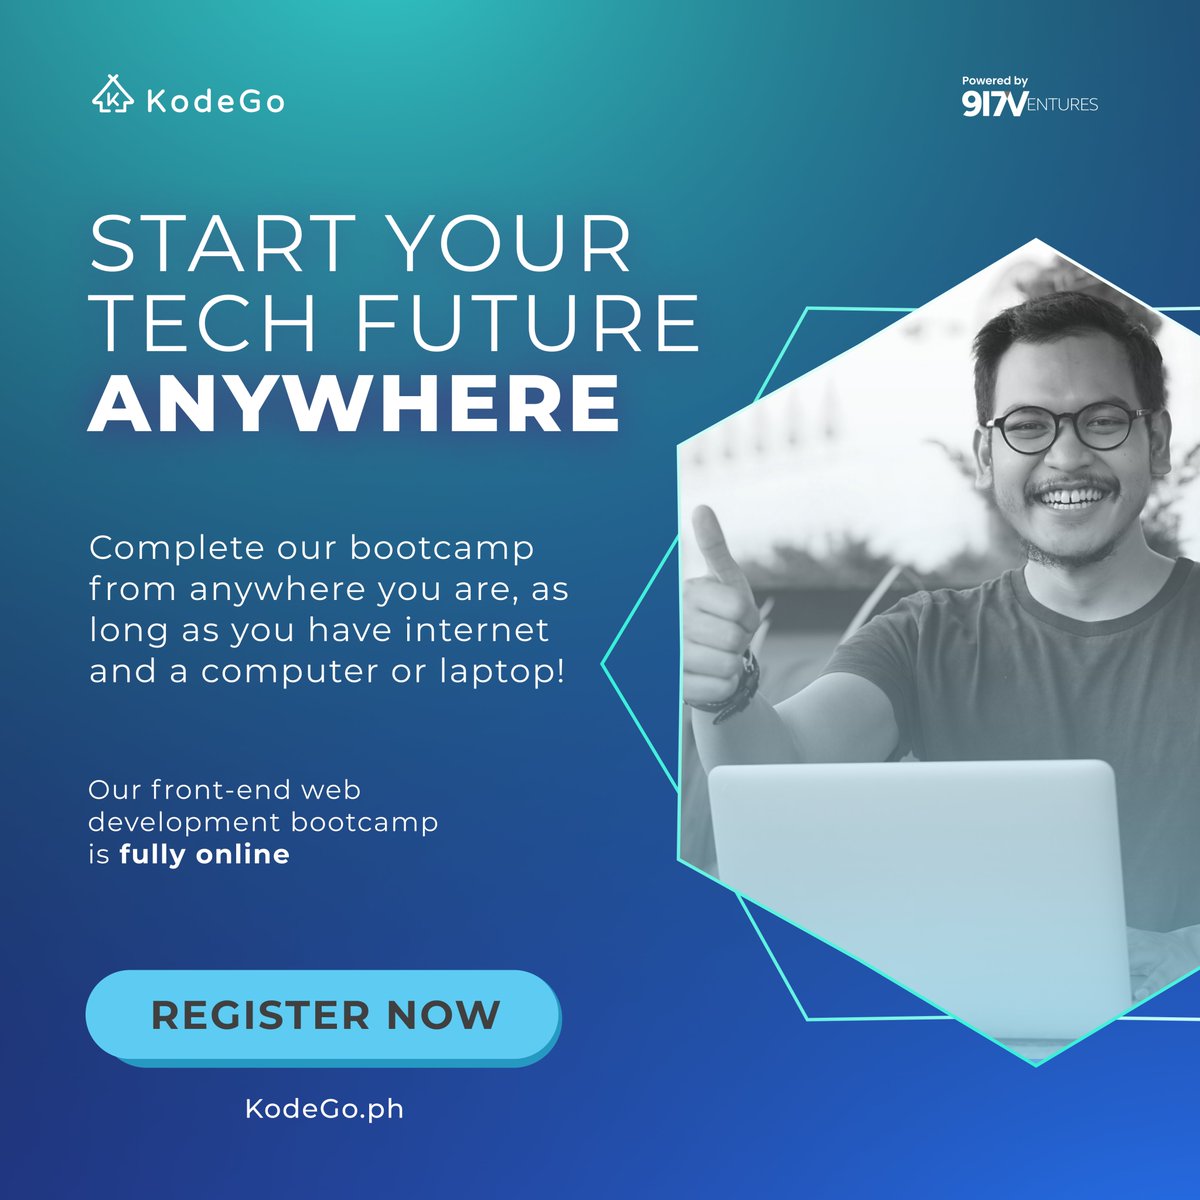 KodeGo
Powered by
917VENTURES
START YOUR
TECH FUTURE
ANYWHERE
Complete our bootcamp
from anywhere you are, as
long as you have internet
and a computer or laptop!
Our front-end web
development bootcamp
is fully online
REGISTER NOW
KodeGo.ph